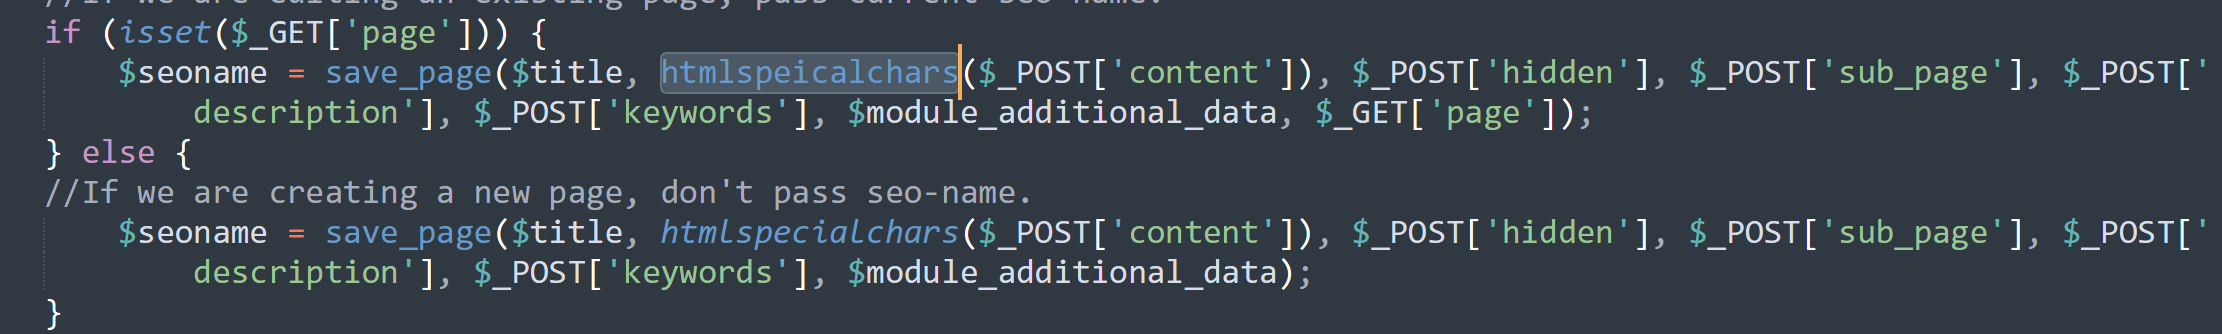 //If we are editing an existing page, pass current seo-name.
if (isset($_GET['page'])) {
$seoname = save_page($title, htmlspeicalchars($_POST['content']), $_POST['hidden'], $_POST['sub_page'], $_POST['
description'], $_POST['keywords'], $module_additional_data, $_GET['page']);
} else {
//If we are creating a new page, don't pass seo-name.
$seoname = save_page($title, htmlspecialchars($_POST['content']), $_POST['hidden'], $_POST['sub_page'], $_POST['
description'], $_POST['keywords'], $module_additional_data);
}